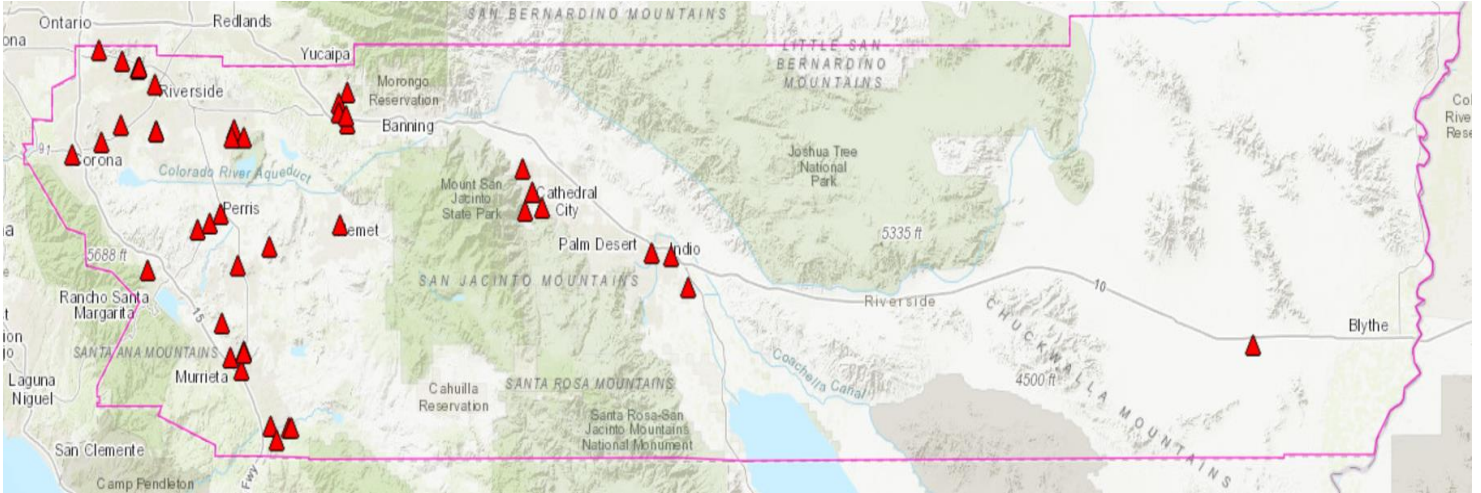 Ontario
Redlands
SAN BERNARDINO MOUNTAINS
ona
Yucaipa
LITTLE SAN
BERNARDINO
MOUNTAINS
Riverside
Morongo
Reservation
Banning
91
Corona
Colorado River Aqueduct
Joshua Tree
National
Park
Mount San
Jacinto
State Park
Cathedral
City
Perris
emet
5688 ft
Palm Desert
Indio
5335 ft
SAN JACINTO MOUNTAINS
Rancho Santa
Margarita
15
Riverside
10
Blythe
CHUCKWALLA MOUNTAINS
4500 ft
SANTA ANA MOUNTAINS
Murrieta
Laguna
Niguel
Cahuilla
Reservation
SANTA ROSA MOUNTAINS
Coachella Canal
Santa Rosa-San
Jacinto Mountains
National Monument
San Clemente
Camp Pendleton
Fwy